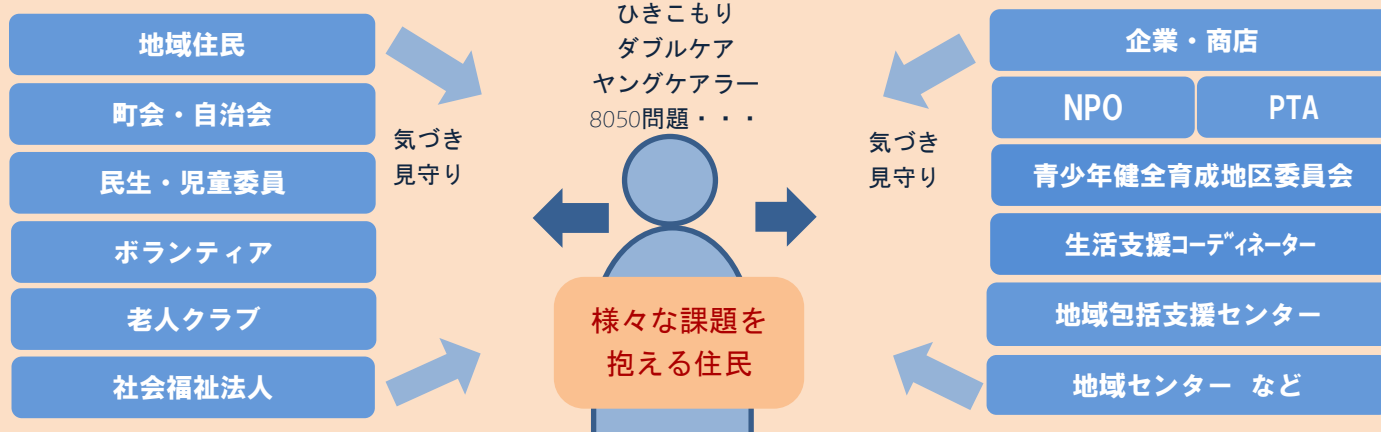 地域住民
町会・自治会
民生・児童委員
ボランティア
老人クラブ
社会福祉法人
気づき
見守り
ひきこもり
ダブルケア
ヤングケアラー
8050問題・・・
様々な課題を
抱える住民
気づき
見守り
企業・商店
NPO
PTA
青少年健全育成地区委員会
生活支援ｺｰﾃﾞｨﾈｰﾀｰ
地域包括支援センター
地域センター など